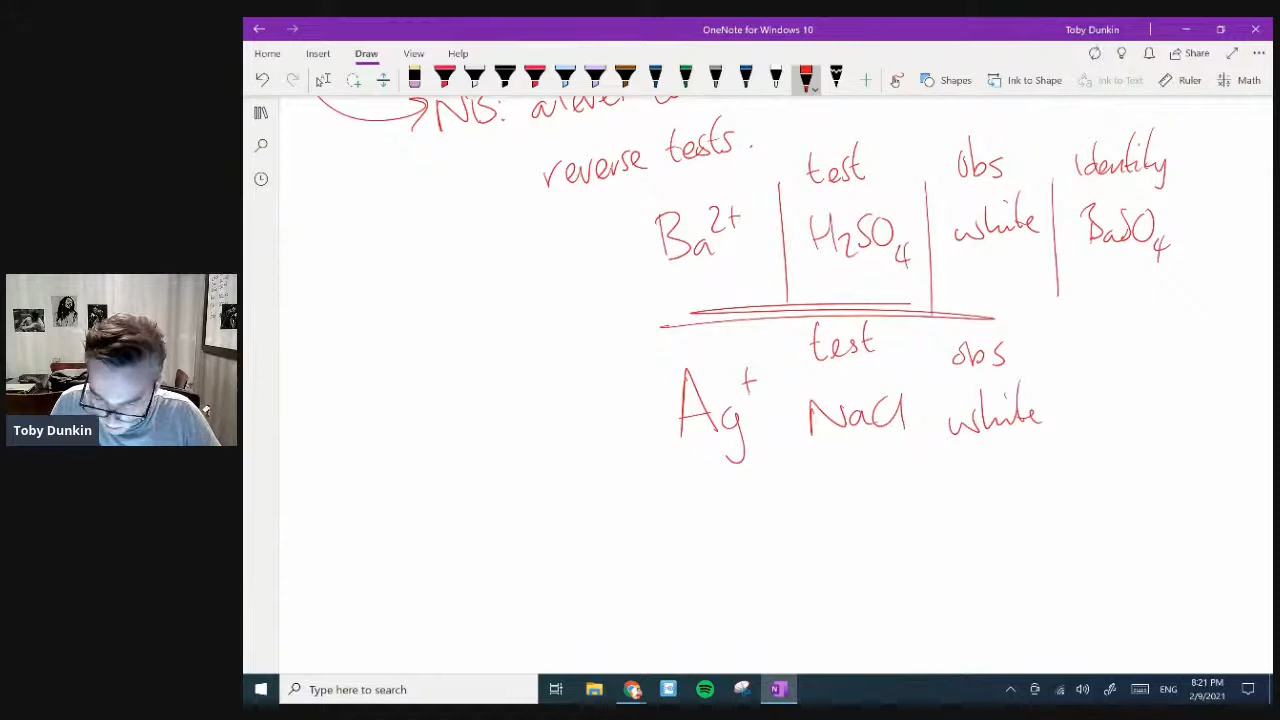 OneNote for Windows 10
Toby Dunkin
Home Insert Draw View Help
Share
Shapes Ink to Shape Ink to Text Ruler Math
NB: alevel
reverse tests.
test obs identity
Ba2+ H2SO4 white BaSO4
test obs
Ag+ NaCl white
Toby Dunkin
Type here to search
ENG
8:21 PM
2/9/2021